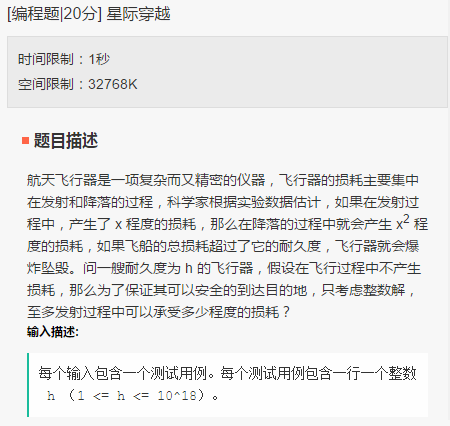 [编程题|20分] 星际穿越
时间限制：1秒
空间限制：32768K
题目描述
航天飞行器是一项复杂而又精密的仪器，飞行器的损耗主要集中
在发射和降落的过程，科学家根据实验数据估计，如果在发射过
程中，产生了 x 程度的损耗，那么在降落的过程中就会产生 x² 程
度的损耗，如果飞船的总损耗超过了它的耐久度，飞行器就会爆
炸坠毁。问一艘耐久度为 h 的飞行器，假设在飞行过程中不产生
损耗，那么为了保证其可以安全的到达目的地，只考虑整数解，
至多发射过程中可以承受多少程度的损耗？
输入描述:
每个输入包含一个测试用例。每个测试用例包含一行一个整数
h （1 <= h <= 10^18）。